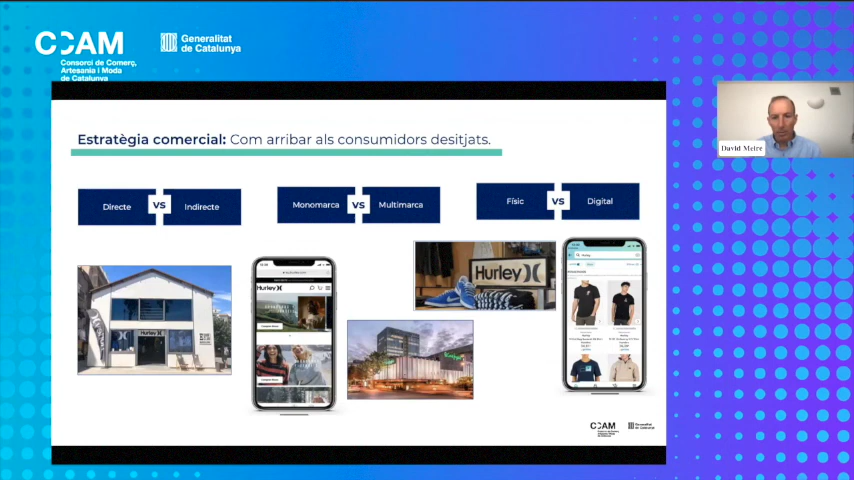 CCAM
Consorci de Comerç,
Artesania i Moda
de Catalunya
Generalitat
de Catalunya
Estratègia comercial: Com arribar als consumidors desitjats.
Directe vs Indirecte
Monomarca vs Multimarca
Físic vs Digital
David Meire
Hurley
Hurley
Hurley
CCAM
Generalitat
de Catalunya